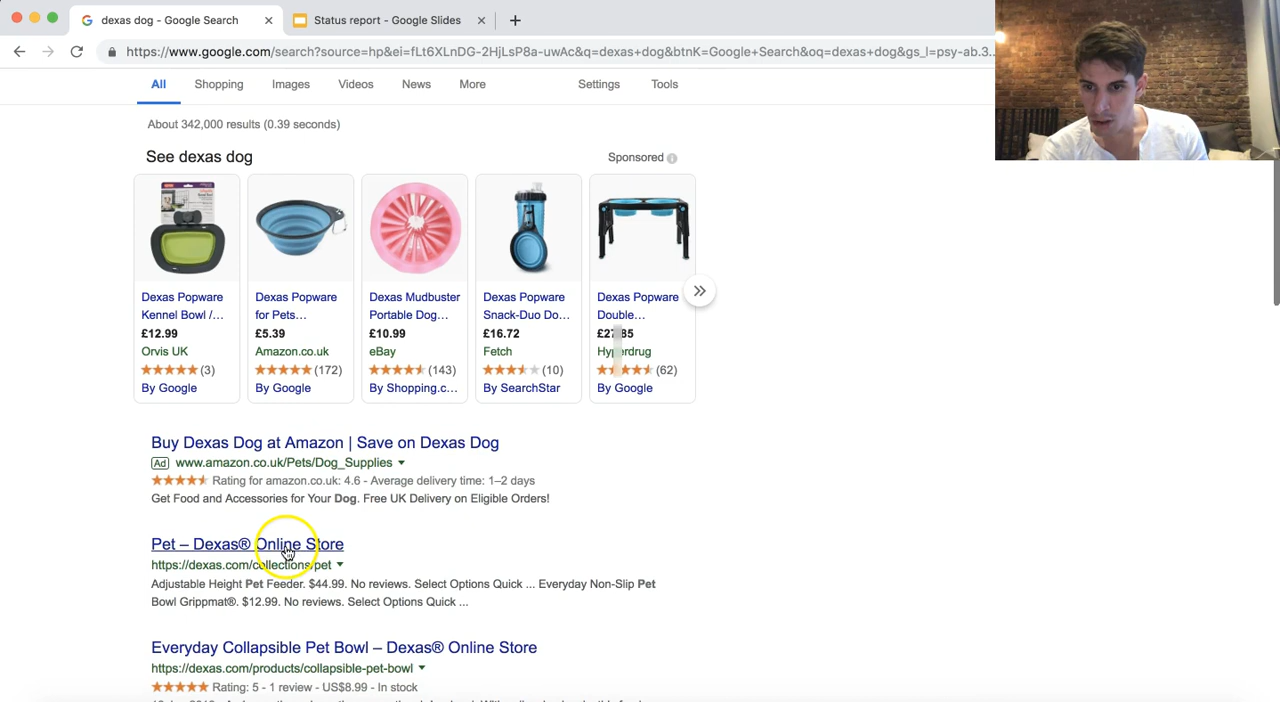 dexas dog - Google Search
Status report - Google Slides
https://www.google.com/search?source=hp&ei=fLt6XLnDG-2HjLsP8a-uwAc&q=dexas+dog&btnK=Google+Search&oq=dexas+dog&gs_l=psy-ab.3...
All Shopping Images Videos News More Settings Tools
About 342,000 results (0.39 seconds)
See dexas dog
Sponsored
Dexas Popware Kennel Bowl /...
£12.99
Orvis UK
(3)
By Google
Dexas Popware for Pets...
£5.39
Amazon.co.uk
(172)
By Google
Dexas Mudbuster Portable Dog...
£10.99
eBay
(143)
By Shopping.c...
Dexas Popware Snack-Duo Do...
£16.72
Fetch
(10)
By SearchStar
Dexas Popware Double...
£27.85
Hyperdrug
(62)
By Google
Buy Dexas Dog at Amazon | Save on Dexas Dog
Ad www.amazon.co.uk/Pets/Dog_Supplies
Rating for amazon.co.uk: 4.6 - Average delivery time: 1–2 days
Get Food and Accessories for Your Dog. Free UK Delivery on Eligible Orders!
Pet – Dexas® Online Store
https://dexas.com/collections/pet
Adjustable Height Pet Feeder. $44.99. No reviews. Select Options Quick ... Everyday Non-Slip Pet
Bowl Grippmat®. $12.99. No reviews. Select Options Quick ...
Everyday Collapsible Pet Bowl – Dexas® Online Store
https://dexas.com/products/collapsible-pet-bowl
Rating: 5 - 1 review - US$8.99 - In stock